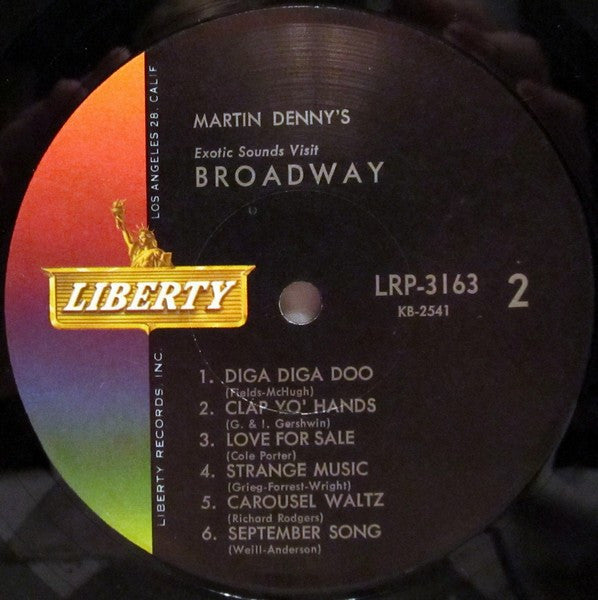 MARTIN DENNY'S
Exotic Sounds Visit
BROADWAY
LOS ANGELES 28, CALIF
LIBERTY
LIBERTY RECORDS, INC.
LRP-3163 2
KB-2541
1. DIGA DIGA DOO
(Fields-McHugh)
2. CLAP YO' HANDS
(G. & I. Gershwin)
3. LOVE FOR SALE
(Cole Porter)
4. STRANGE MUSIC
(Grieg-Forrest-Wright)
5. CAROUSEL WALTZ
(Richard Rodgers)
6. SEPTEMBER SONG
(Weill-Anderson)